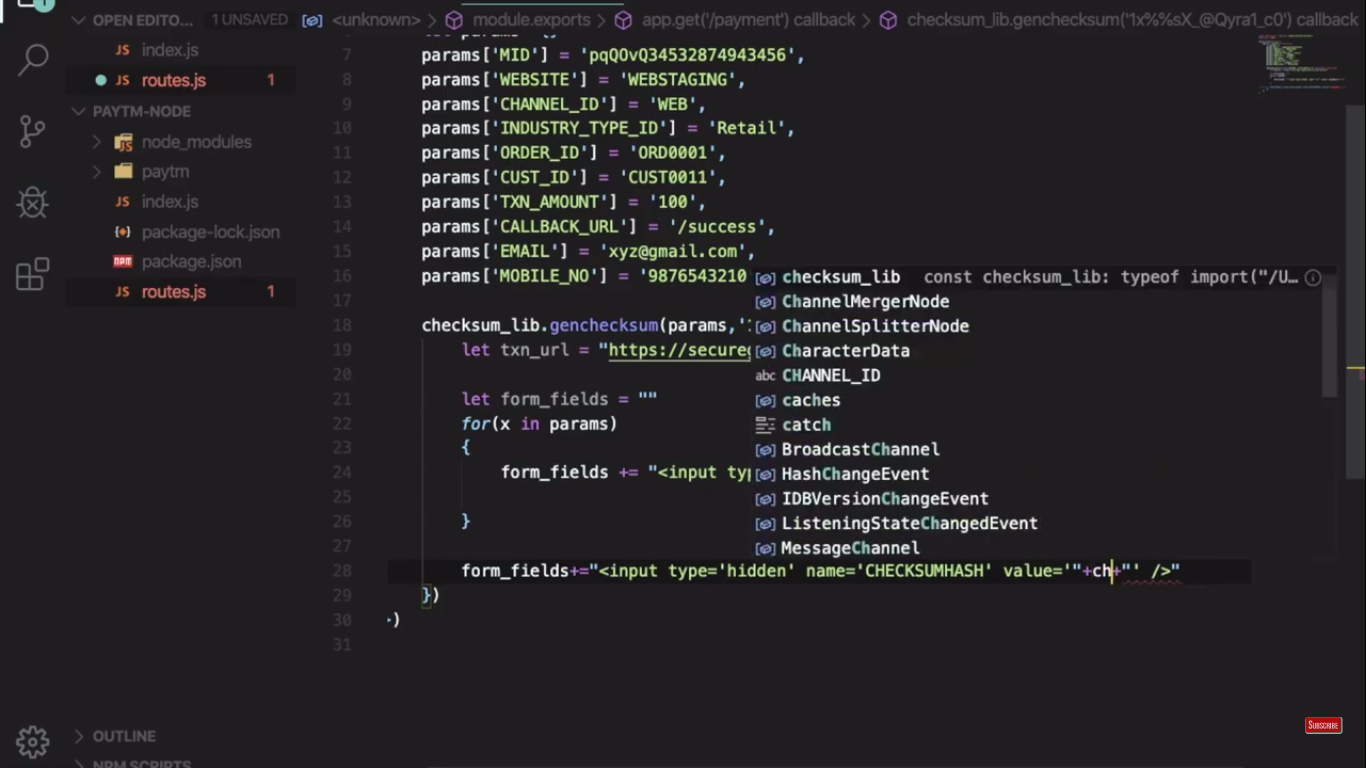 OPEN EDITO... 1 UNSAVED
JS index.js
JS routes.js 1
PAYTM-NODE
node_modules
paytm
JS index.js
package-lock.json
npm package.json
JS routes.js 1
OUTLINE
NPM SCRIPTS
<unknown> > module.exports > app.get('/payment') callback > checksum_lib.genchecksum('1x%%sX_@Qyra1_c0') callback
7 params['MID'] = 'pqQOvQ34532874943456',
8 params['WEBSITE'] = 'WEBSTAGING',
9 params['CHANNEL_ID'] = 'WEB',
10 params['INDUSTRY_TYPE_ID'] = 'Retail',
11 params['ORDER_ID'] = 'ORD0001',
12 params['CUST_ID'] = 'CUST0011',
13 params['TXN_AMOUNT'] = '100',
14 params['CALLBACK_URL'] = '/success',
15 params['EMAIL'] = 'xyz@gmail.com',
16 params['MOBILE_NO'] = '9876543210
17
18 checksum_lib.genchecksum(params,'
19 let txn_url = "https://secure
20
21 let form_fields = ""
22 for(x in params)
23 {
24 form_fields += "<input ty
25
26 }
27
28 form_fields+="<input type='hidden' name='CHECKSUMHASH' value='"+ch+"' />"
29 })
30 )
31
checksum_lib const checksum_lib: typeof import("/U...
ChannelMergerNode
ChannelSplitterNode
CharacterData
abc CHANNEL_ID
caches
catch
BroadcastChannel
HashChangeEvent
IDBVersionChangeEvent
ListeningStateChangedEvent
MessageChannel
SUBSCRIBE